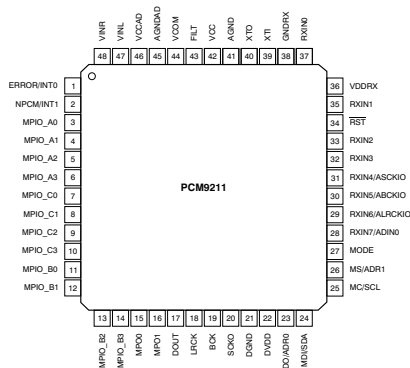 VINR
VINL
VCCAD
AGNDAD
VCOM
FILT
VCC
AGND
XTO
XTI
GNDRX
RXIN0
48 47 46 45 44 43 42 41 40 39 38 37
ERROR/INT0 1 36 VDDRX
NPCM/INT1 2 35 RXIN1
MPIO_A0 3 34 RST
MPIO_A1 4 33 RXIN2
MPIO_A2 5 32 RXIN3
MPIO_A3 6 31 RXIN4/ASCKIO
PCM9211
MPIO_C0 7 30 RXIN5/ABCKIO
MPIO_C1 8 29 RXIN6/ALRCKIO
MPIO_C2 9 28 RXIN7/ADIN0
MPIO_C3 10 27 MODE
MPIO_B0 11 26 MS/ADR1
MPIO_B1 12 25 MC/SCL
13 14 15 16 17 18 19 20 21 22 23 24
MPIO_B2
MPIO_B3
MPO0
MPO1
DOUT
LRCK
BCK
SCKO
DGND
DVDD
DO/ADR0
MDI/SDA